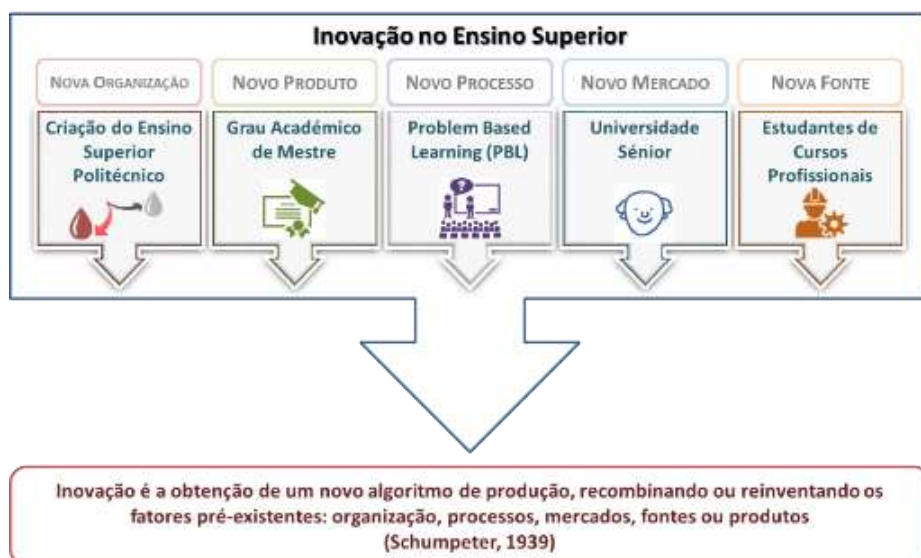 Inovação no Ensino Superior
NOVA ORGANIZAÇÃO
NOVO PRODUTO
NOVO PROCESSO
NOVO MERCADO
NOVA FONTE
Criação do Ensino
Superior
Politécnico
Grau Académico
de Mestre
Problem Based
Learning (PBL)
Universidade
Sénior
Estudantes de
Cursos
Profissionais
?
Inovação é a obtenção de um novo algoritmo de produção, recombinando ou reinventando os
fatores pré-existentes: organização, processos, mercados, fontes ou produtos
(Schumpeter, 1939)